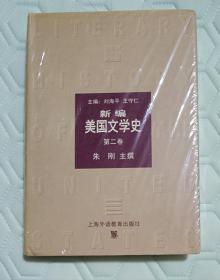 主编：刘海平 王守仁
新编
美国文学史
第二卷
朱 刚 主撰
上海外语教育出版社